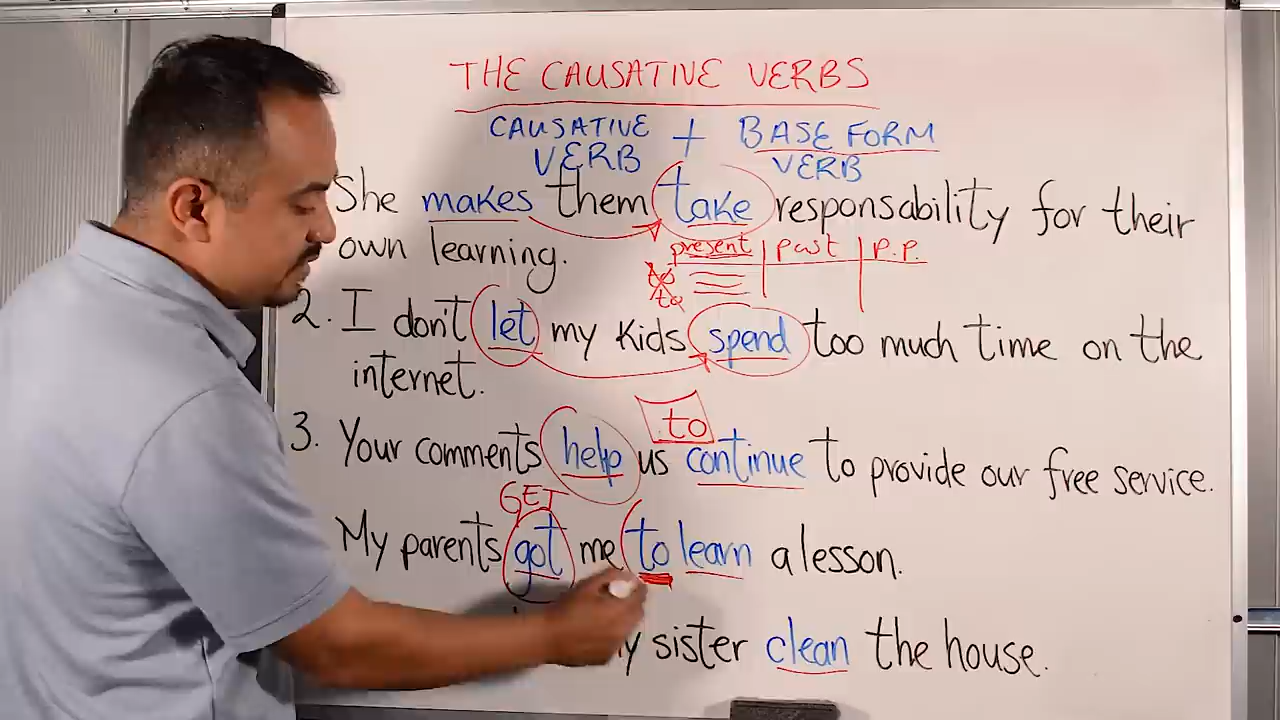 THE CAUSATIVE VERBS
CAUSATIVE VERB + BASE FORM VERB
She makes them take responsability for their
own learning.
present past P.P.
to
to
2. I don't let my kids spend too much time on the
internet.
to
3. Your comments help us continue to provide our free service.
GET
My parents got me to learn a lesson.
sister clean the house.